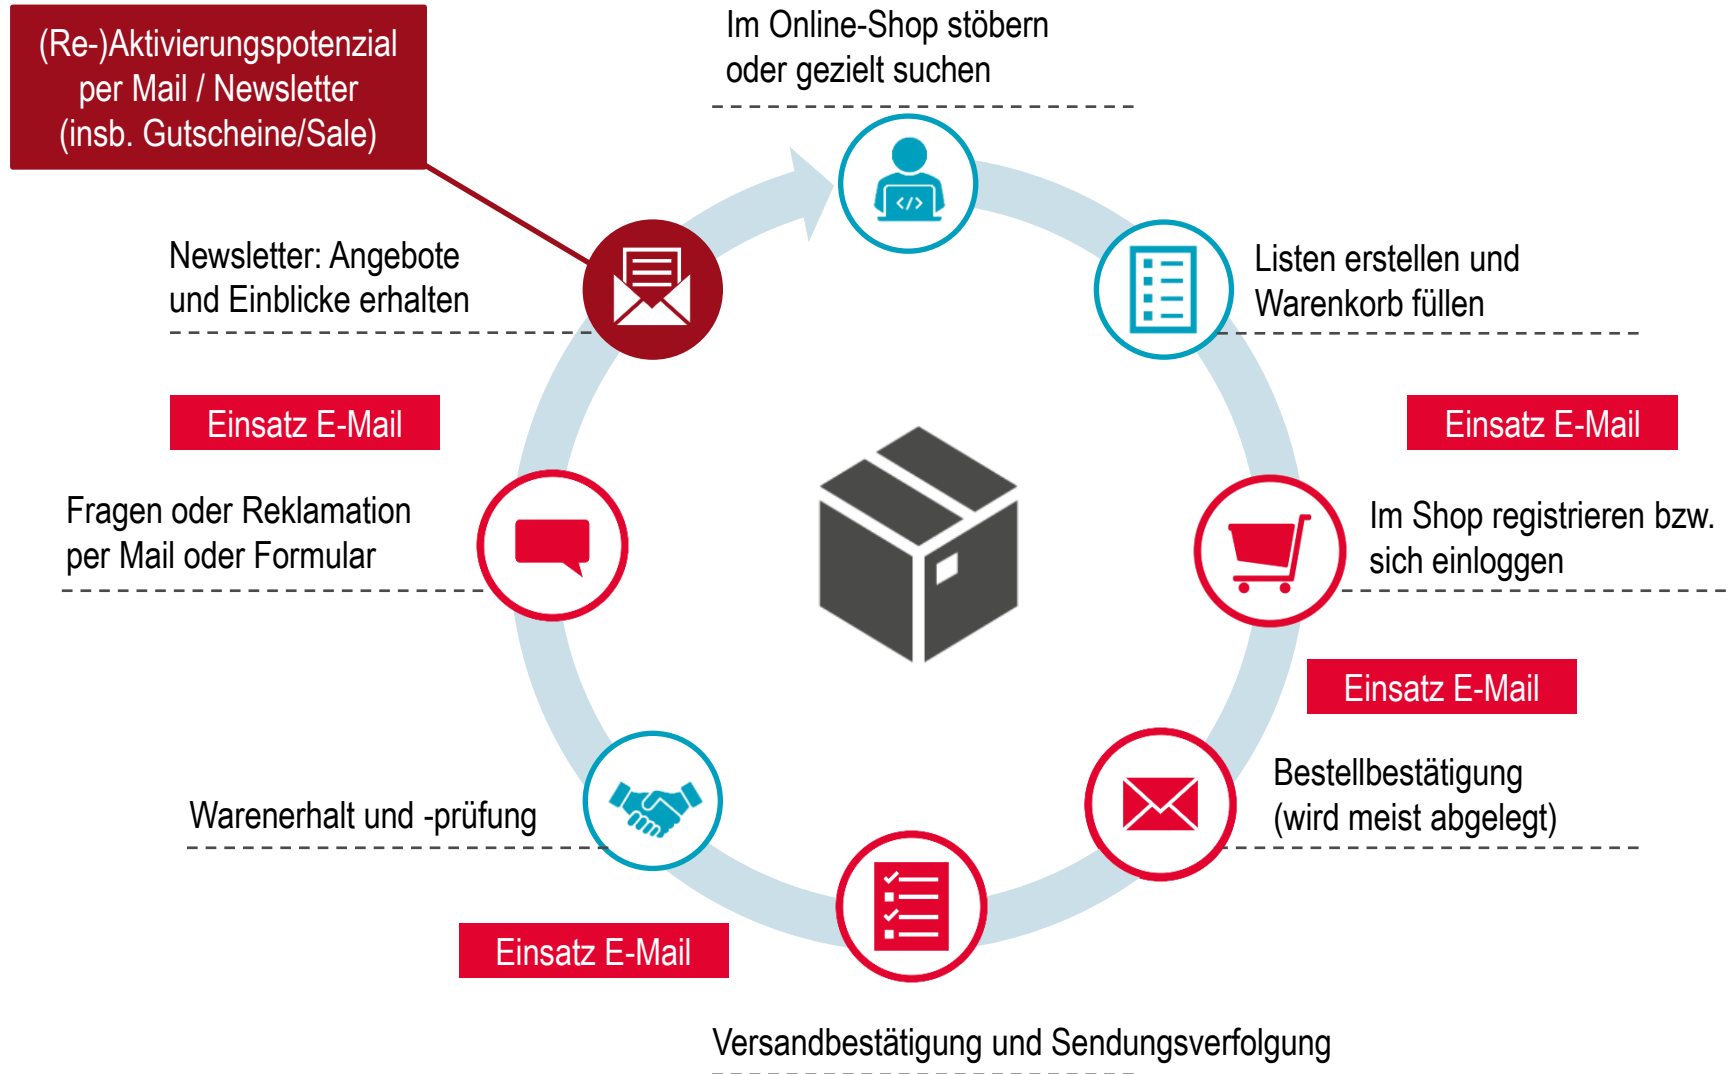 (Re-)Aktivierungspotenzial
per Mail / Newsletter
(insb. Gutscheine/Sale)
Im Online-Shop stöbern
oder gezielt suchen
</>
Listen erstellen und
Warenkorb füllen
Einsatz E-Mail
Im Shop registrieren bzw.
sich einloggen
Einsatz E-Mail
Bestellbestätigung
(wird meist abgelegt)
Versandbestätigung und Sendungsverfolgung
Einsatz E-Mail
Warenerhalt und -prüfung
Fragen oder Reklamation
per Mail oder Formular
Einsatz E-Mail
Newsletter: Angebote
und Einblicke erhalten